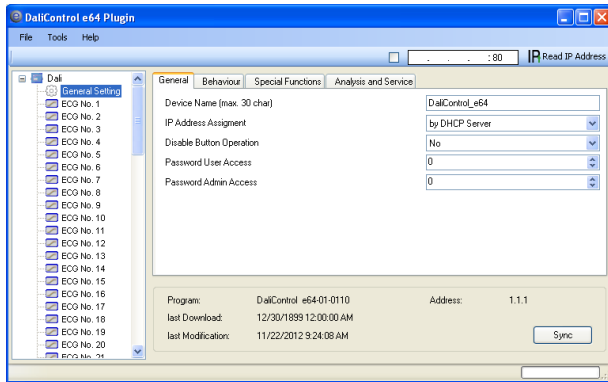 DaliControl e64 Plugin
File Tools Help
. . . :80 IP Read IP Address
Dali
General Setting
ECG No. 1
ECG No. 2
ECG No. 3
ECG No. 4
ECG No. 5
ECG No. 6
ECG No. 7
ECG No. 8
ECG No. 9
ECG No. 10
ECG No. 11
ECG No. 12
ECG No. 13
ECG No. 14
ECG No. 15
ECG No. 16
ECG No. 17
ECG No. 18
ECG No. 19
ECG No. 20
ECG No. 21
General Behaviour Special Functions Analysis and Service
Device Name (max. 30 char) DaliControl_e64
IP Address Assigment by DHCP Server
Disable Button Operation No
Password User Access 0
Password Admin Access 0
Program: DaliControl e64-01-0110 Address: 1.1.1
last Download: 12/30/1899 12:00:00 AM
last Modification: 11/22/2012 9:24:08 AM
Sync